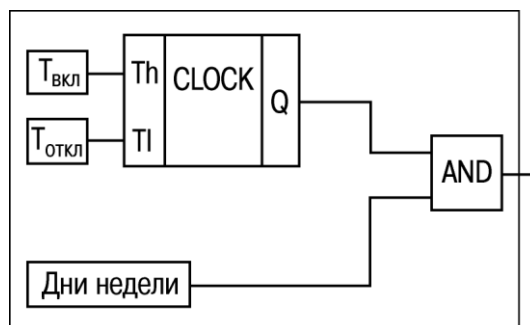 Tвкл
Th
CLOCK
Q
Tоткл
Tl
AND
Дни недели